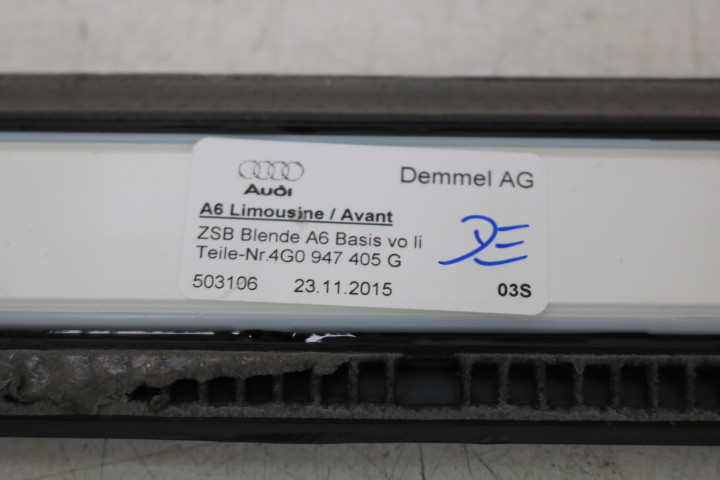 Audi
Demmel AG
A6 Limousine / Avant
ZSB Blende A6 Basis vo li
Teile-Nr.4G0 947 405 G
503106 23.11.2015 03S